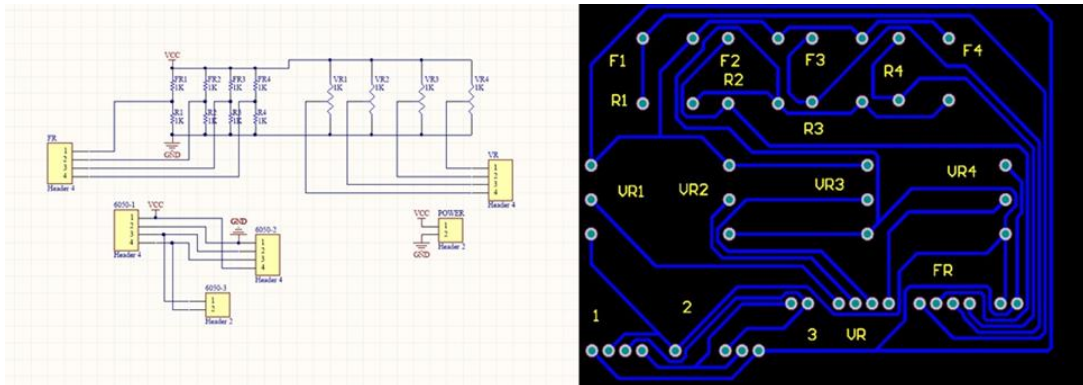 VCC
FR1 FR2 FR3 FR4
1K 1K 1K 1K
R1 R2 R3 R4
1K 1K 1K 1K
GND
VR1 VR2 VR3 VR4
1K 1K 1K 1K
FR
1
2
3
4
Header 4
VR
1
2
3
4
Header 4
6050-1
VCC
1
2
3
4
Header 4
GND
6050-2
1
2
3
4
Header 4
6050-3
1
2
Header 2
VCC
POWER
1
2
GND
Header 2
F1 F2 F3 F4
R1 R2 R4
R3
VR1 VR2 VR3 VR4
FR
1 2 3 VR